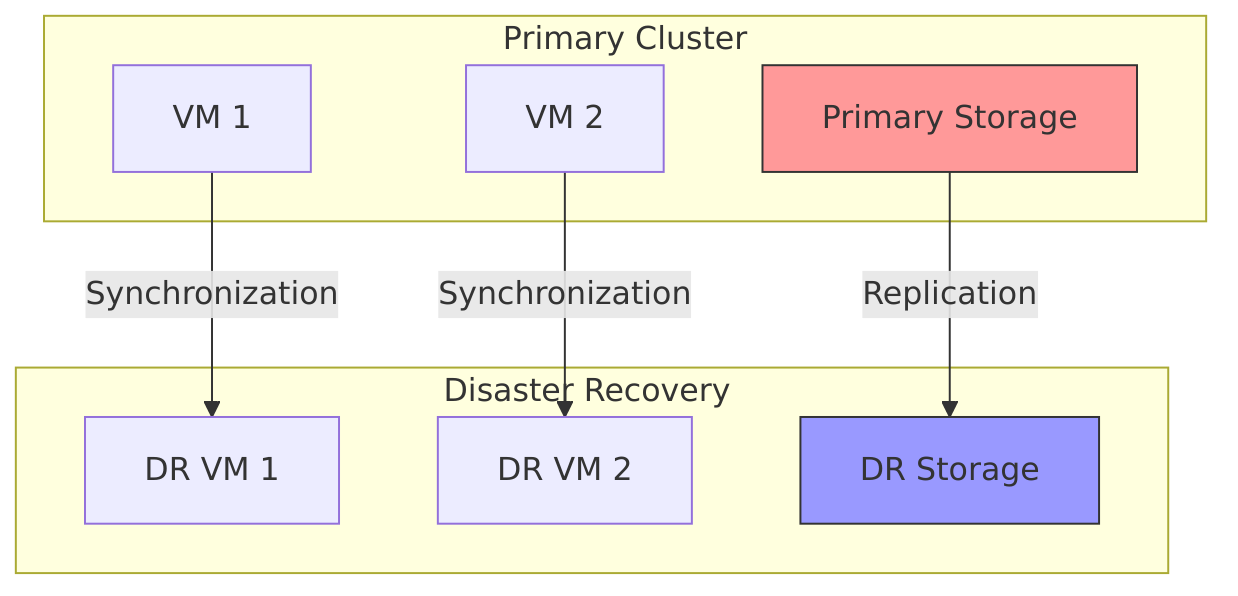 Primary Cluster
VM 1
VM 2
Primary Storage
Synchronization
Synchronization
Replication
Disaster Recovery
DR VM 1
DR VM 2
DR Storage